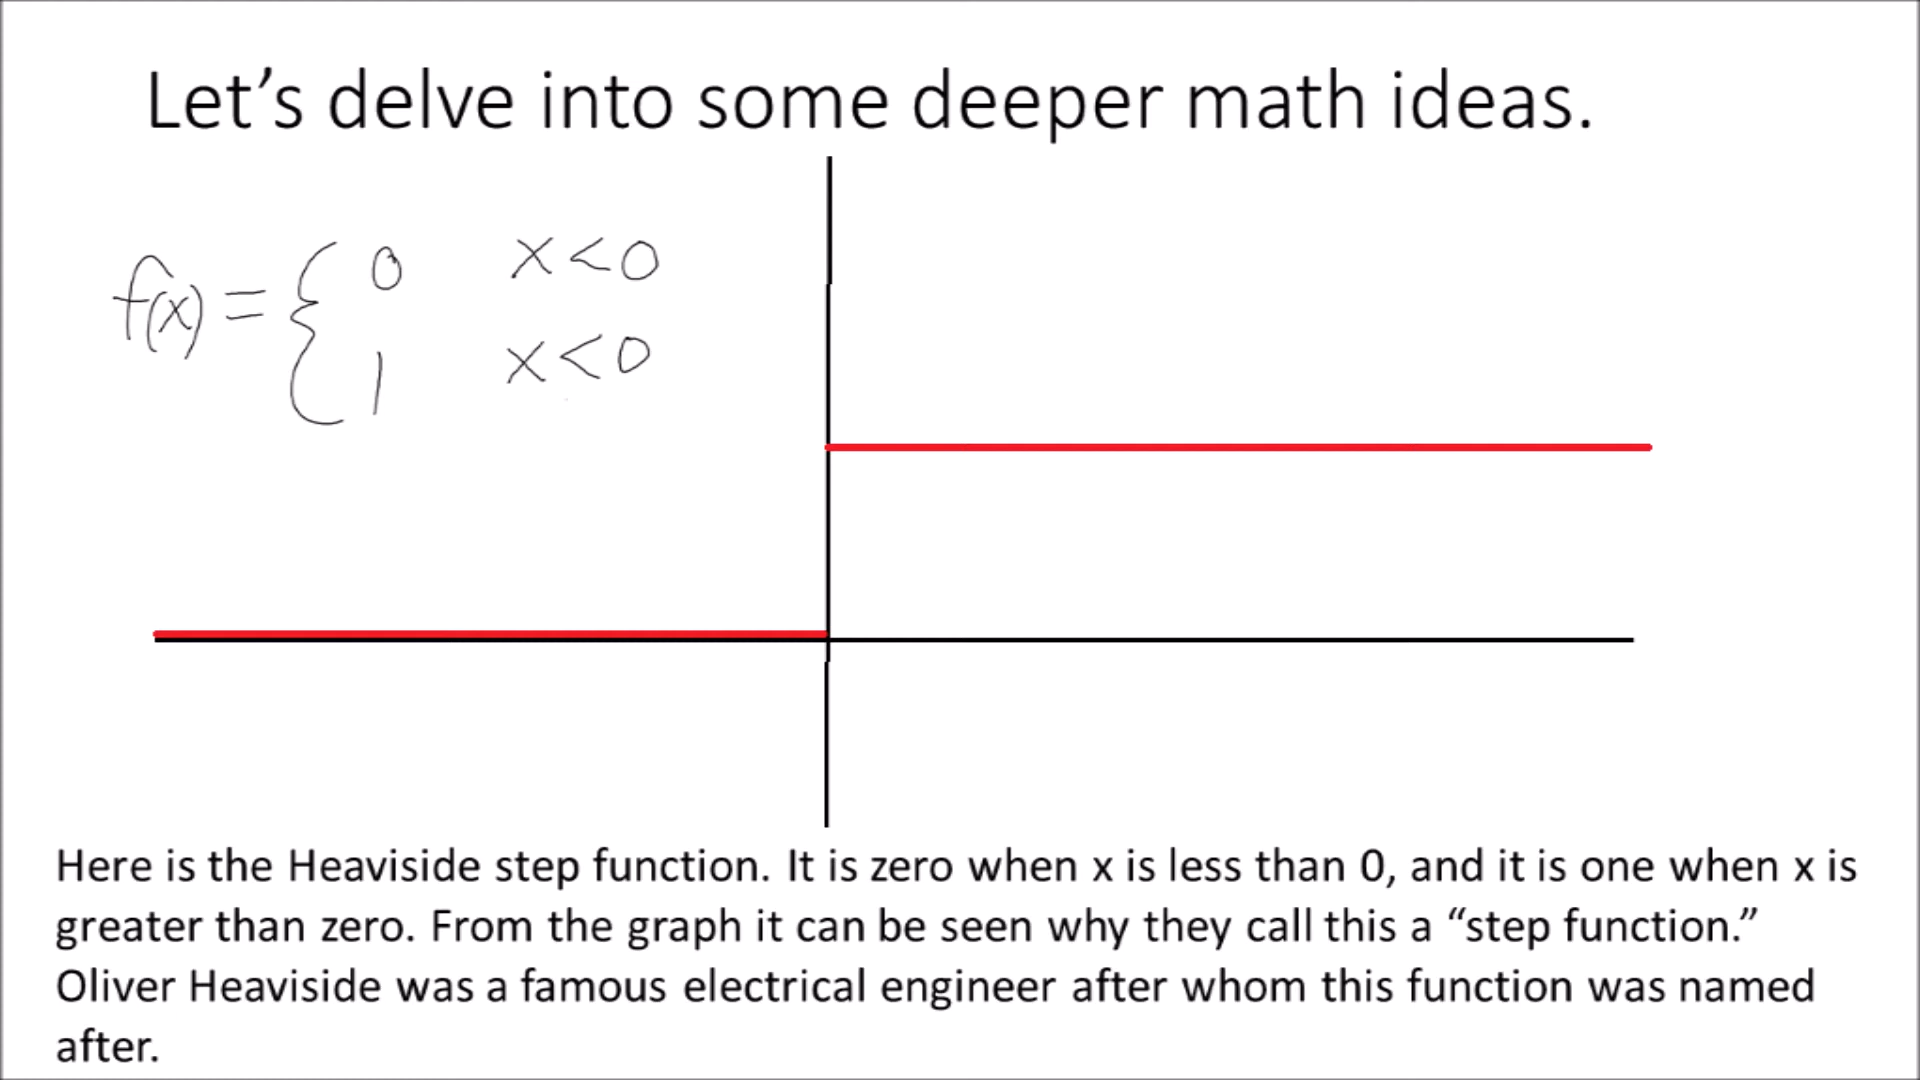 Let's delve into some deeper math ideas.
f(x) = { 0 x<0
1 x<0
Here is the Heaviside step function. It is zero when x is less than 0, and it is one when x is
greater than zero. From the graph it can be seen why they call this a “step function.”
Oliver Heaviside was a famous electrical engineer after whom this function was named
after.